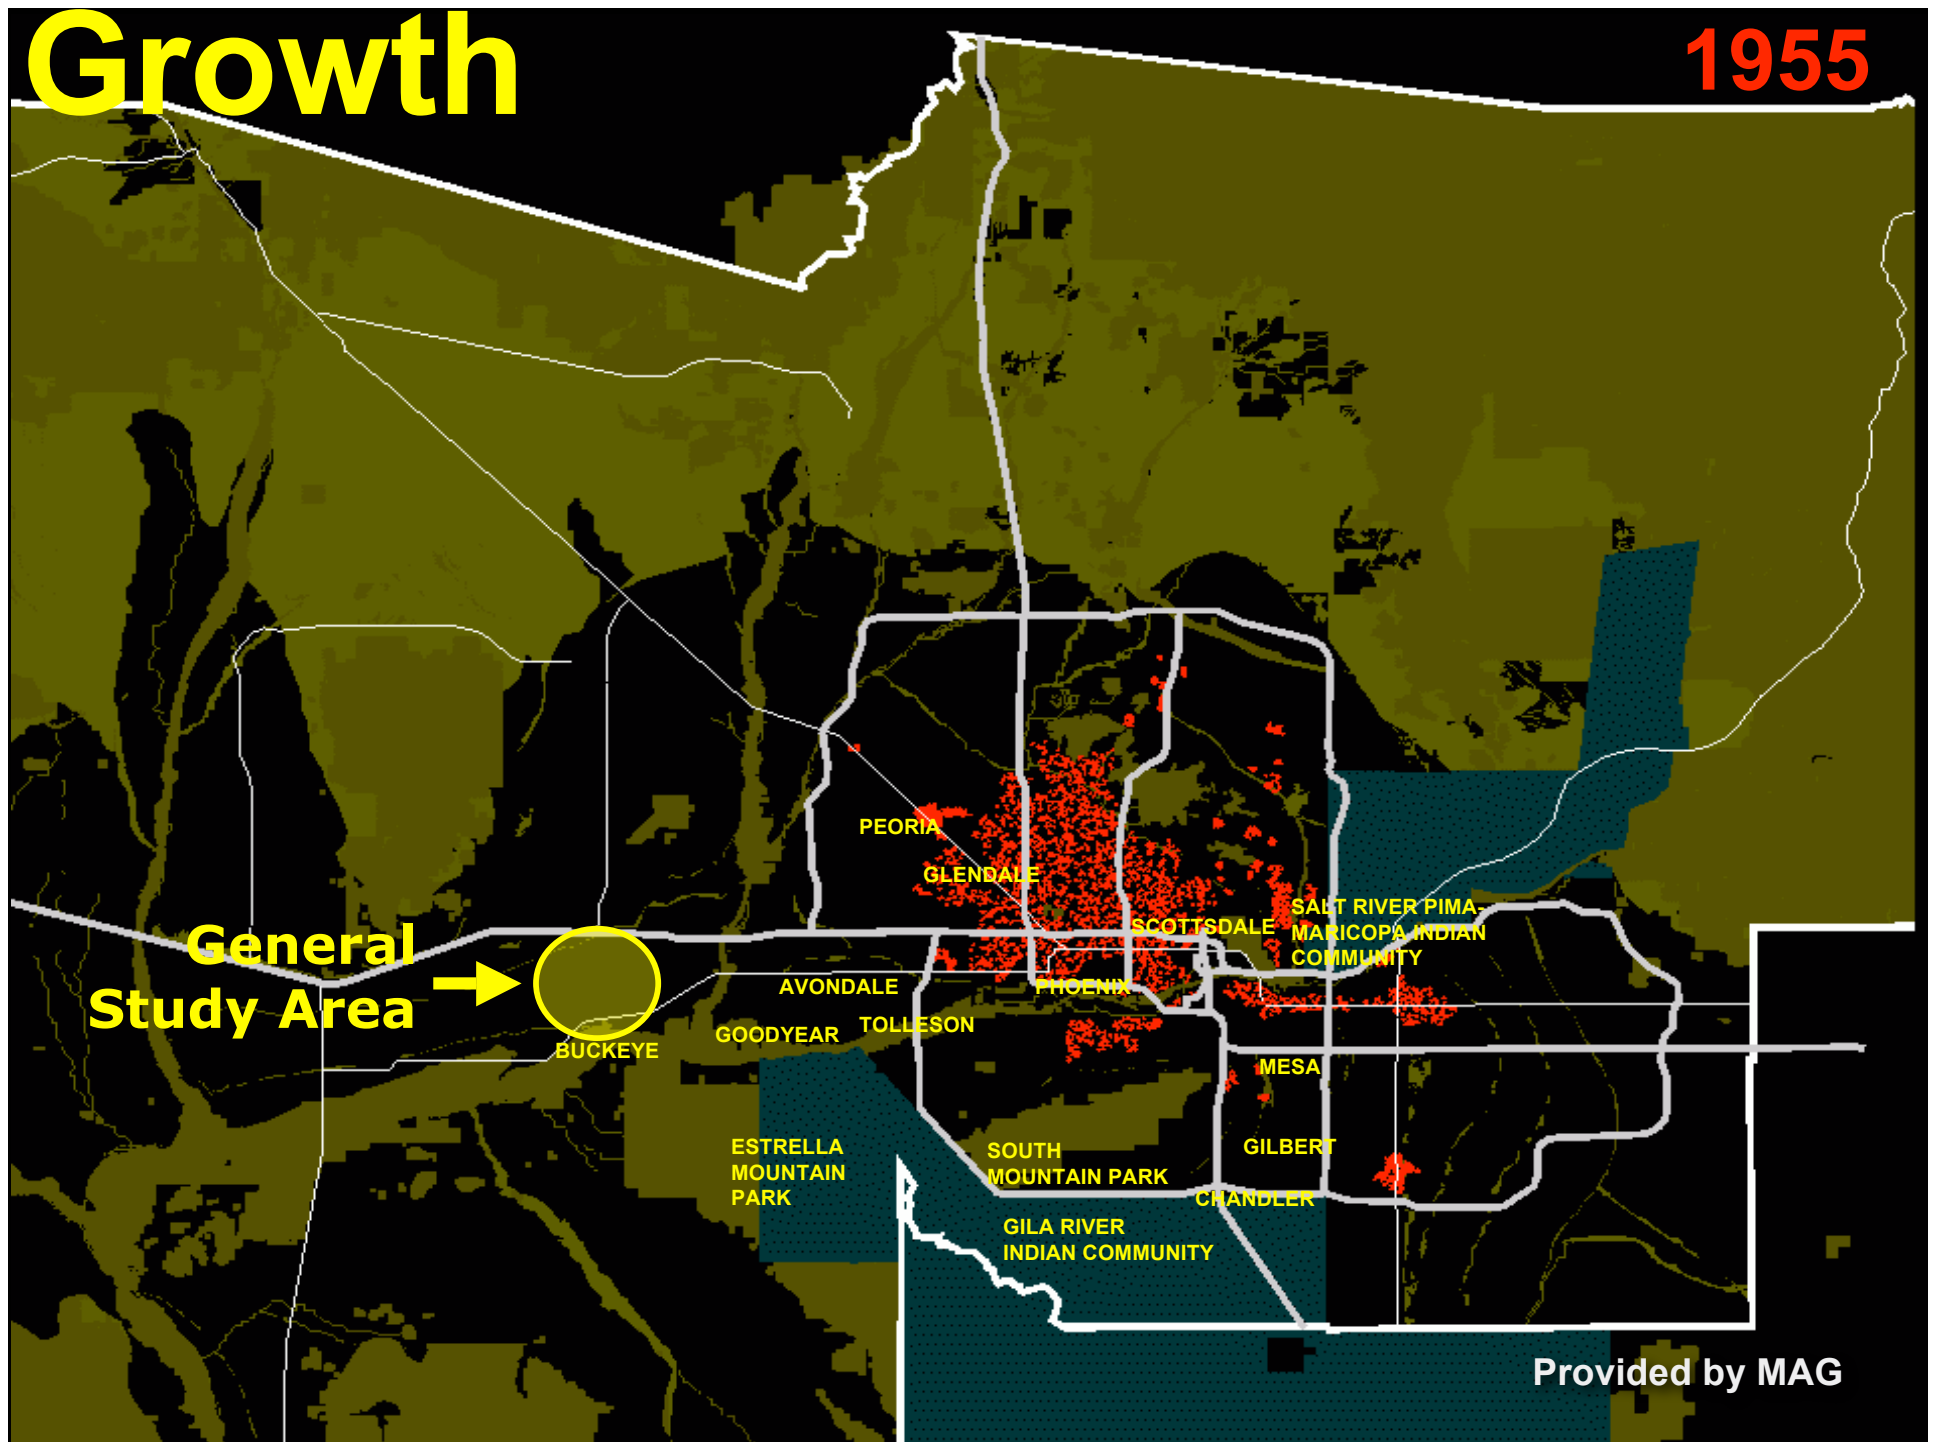 Growth
1955
PEORIA
GLENDALE
SCOTTSDALE
SALT RIVER PIMA-
MARICOPA INDIAN
COMMUNITY
General
Study Area
AVONDALE
PHOENIX
GOODYEAR
TOLLESON
BUCKEYE
MESA
ESTRELLA
MOUNTAIN
PARK
SOUTH
MOUNTAIN PARK
GILBERT
CHANDLER
GILA RIVER
INDIAN COMMUNITY
Provided by MAG